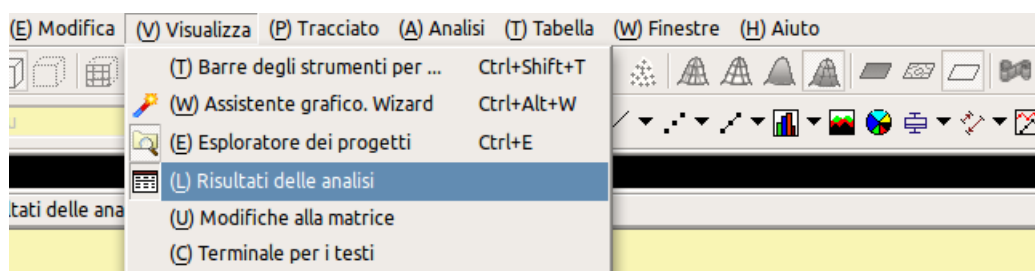 (E) Modifica (V) Visualizza (P) Tracciato (A) Analisi (T) Tabella (W) Finestre (H) Aiuto
(T) Barre degli strumenti per ... Ctrl+Shift+T
(W) Assistente grafico. Wizard Ctrl+Alt+W
(E) Esploratore dei progetti Ctrl+E
(L) Risultati delle analisi
tati delle ana
(U) Modifiche alla matrice
(C) Terminale per i testi